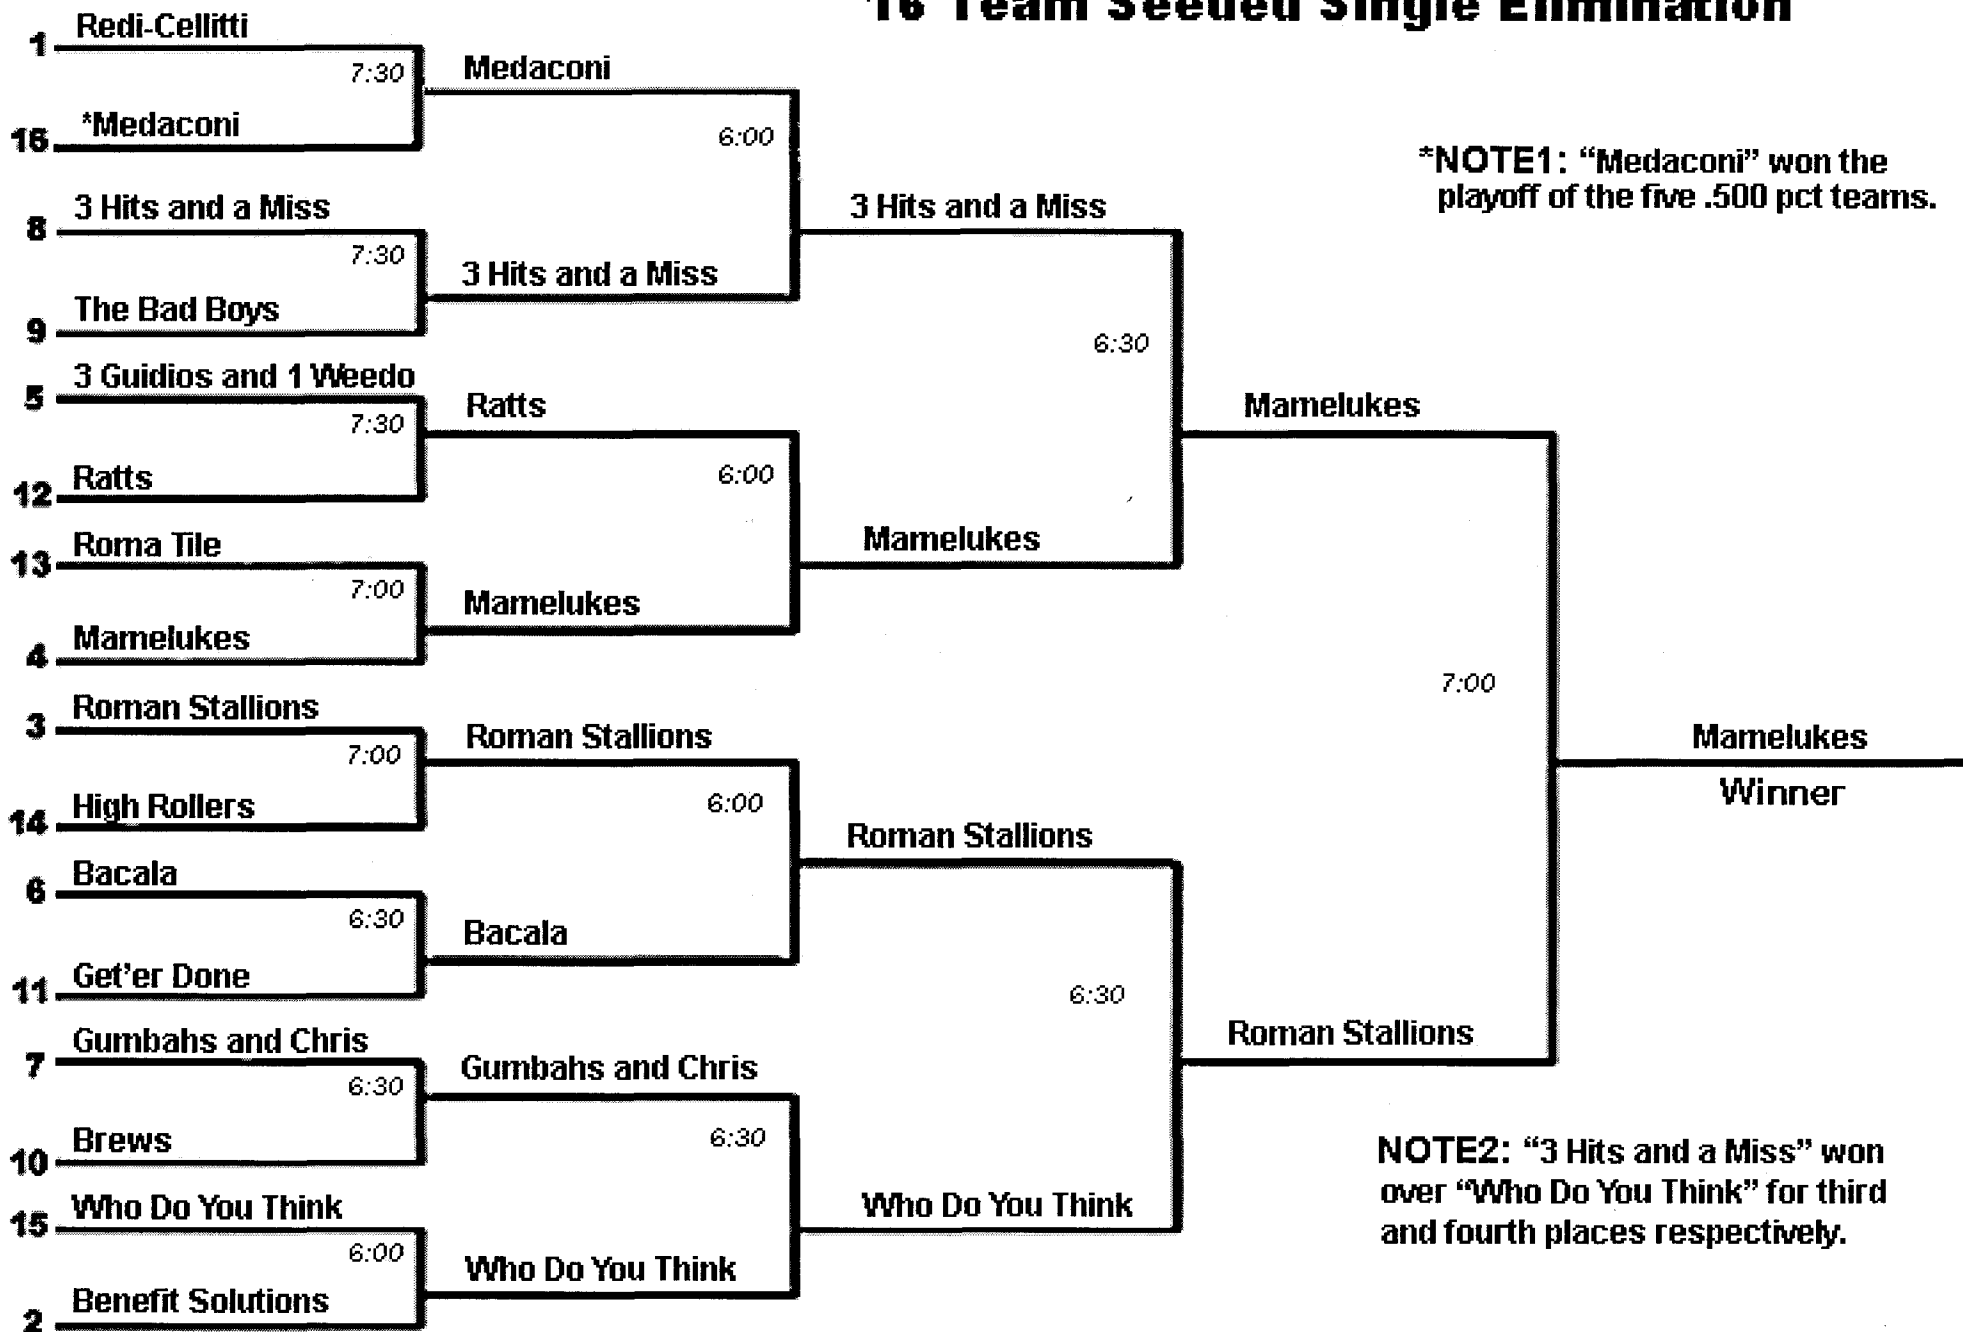 16 Team Seeded Single Elimination
1 Redi-Cellitti
7:30
16 *Medaconi
8 3 Hits and a Miss
7:30
9 The Bad Boys
5 3 Guidios and 1 Weedo
7:30
12 Ratts
13 Roma Tile
7:00
4 Mamelukes
3 Roman Stallions
7:00
14 High Rollers
6 Bacala
6:30
11 Get’er Done
7 Gumbahs and Chris
6:30
10 Brews
15 Who Do You Think
6:00
2 Benefit Solutions
Medaconi
6:00
3 Hits and a Miss
Ratts
6:00
Mamelukes
Roman Stallions
6:00
Bacala
Gumbahs and Chris
6:30
Who Do You Think
3 Hits and a Miss
6:30
Mamelukes
Roman Stallions
6:30
Who Do You Think
Mamelukes
7:00
Roman Stallions
Mamelukes
Winner
*NOTE1: “Medaconi” won the
playoff of the five .500 pct teams.
NOTE2: “3 Hits and a Miss” won
over “Who Do You Think” for third
and fourth places respectively.